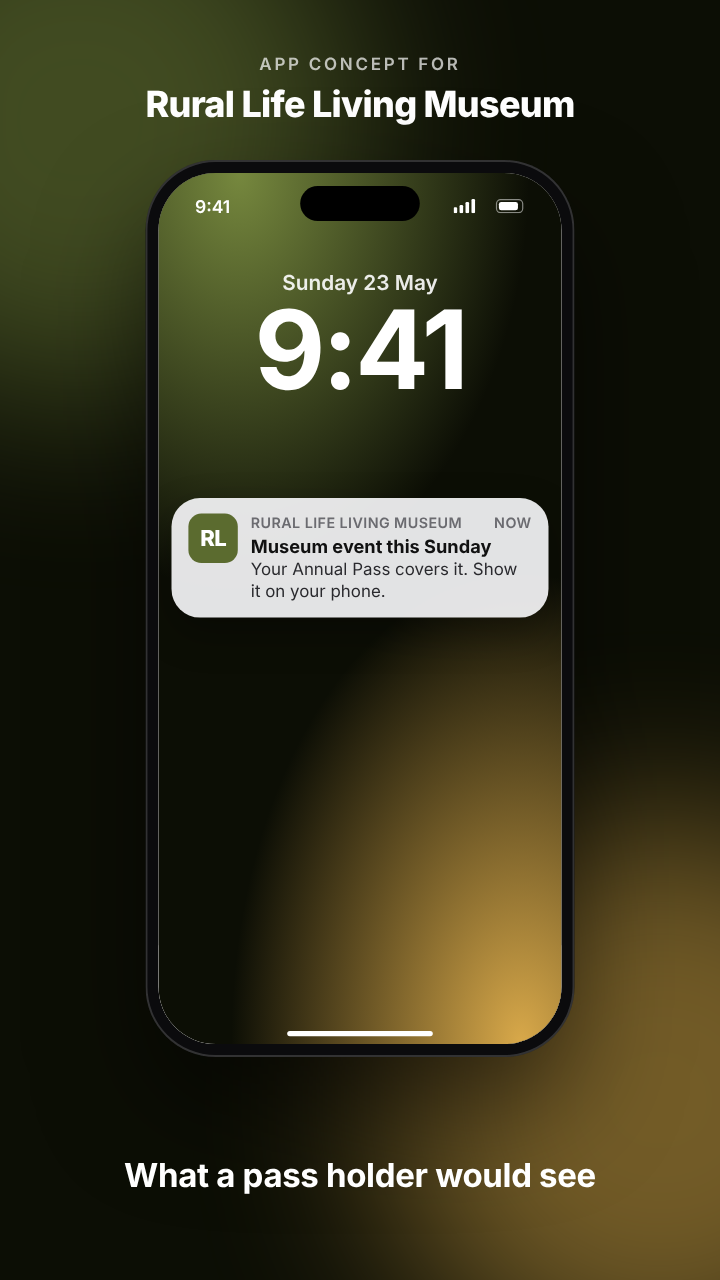 APP CONCEPT FOR
Rural Life Living Museum
9:41
Sunday 23 May
9:41
RL
RURAL LIFE LIVING MUSEUM NOW
Museum event this Sunday
Your Annual Pass covers it. Show
it on your phone.
What a pass holder would see